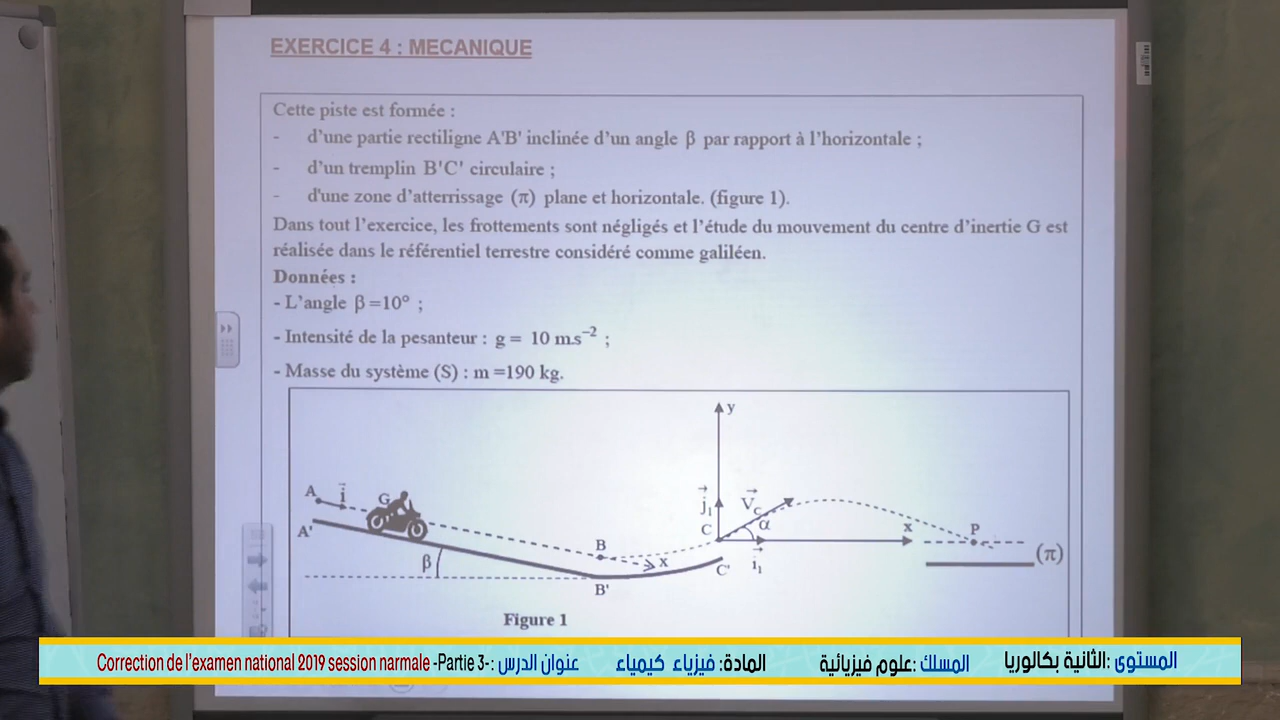 EXERCICE 4 : MECANIQUE
Cette piste est formée :
- d'une partie rectiligne A'B' inclinée d'un angle β par rapport à l'horizontale ;
- d'un tremplin B'C' circulaire ;
- d'une zone d'atterrissage (π) plane et horizontale. (figure 1).
Dans tout l'exercice, les frottements sont négligés et l'étude du mouvement du centre d'inertie G est
réalisée dans le référentiel terrestre considéré comme galiléen.
Données :
- L'angle β=10° ;
- Intensité de la pesanteur : g = 10 m.s⁻² ;
- Masse du système (S) : m =190 kg.
y
A i G
j₁ V_C
C α x P
A'
B
β x C' i₁ (π)
B'
Figure 1
المستوى :الثانية بكالوريا المسلك :علوم فيزيائية المادة: فيزياء كيمياء عنوان الدرس : Correction de l'examen national 2019 session narmale -Partie 3-